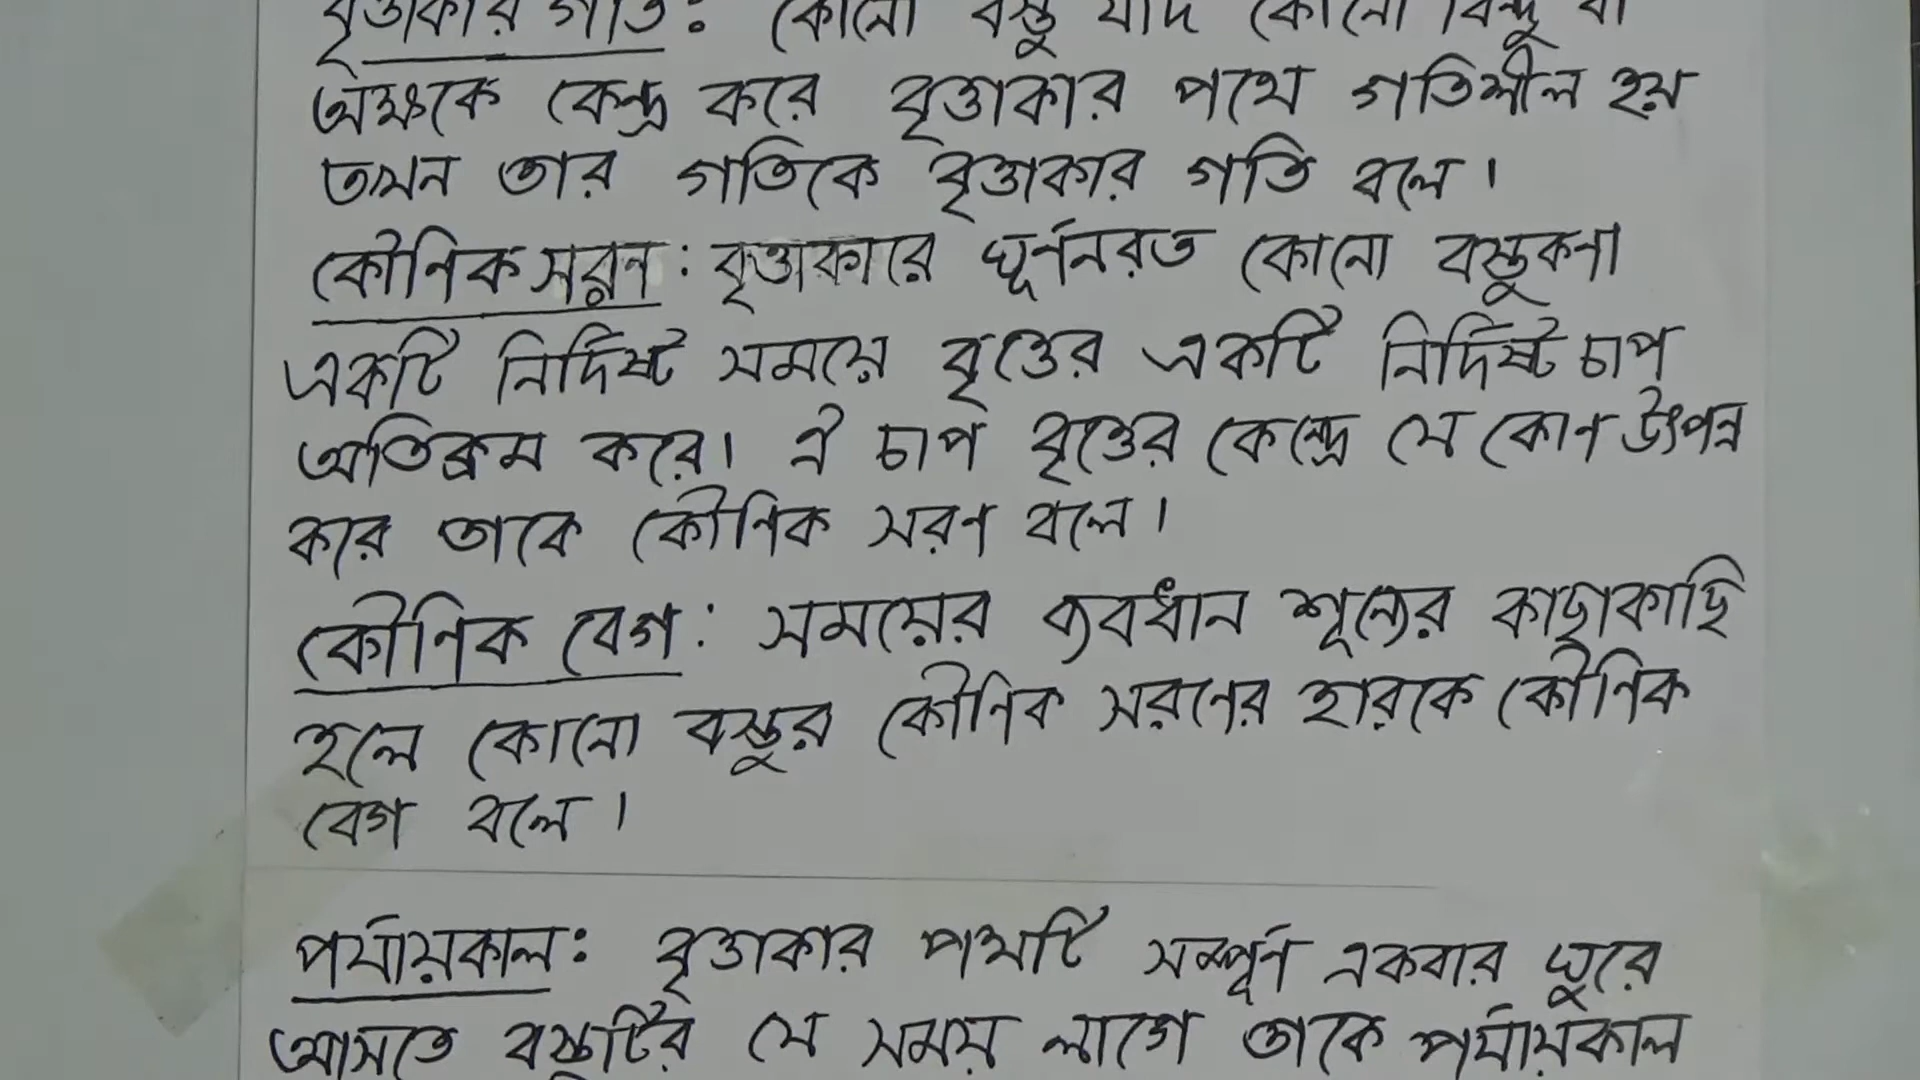 বৃত্তাকার গতি: কোনো বস্তু যদি কোনো বিন্দু বা
অক্ষকে কেন্দ্র করে বৃত্তাকার পথে গতিশীল হয়
তখন তার গতিকে বৃত্তাকার গতি বলে।
কৌণিক সরণ: বৃত্তাকারে ঘূর্ননরত কোনো বস্তুকনা
একটি নির্দিষ্ট সময়ে বৃত্তের একটি নির্দিষ্ট চাপ
অতিক্রম করে। ঐ চাপ বৃত্তের কেন্দ্রে যে কোণ উৎপন্ন
করে তাকে কৌণিক সরণ বলে।
কৌণিক বেগ: সময়ের ব্যবধান শূন্যের কাছাকাছি
হলে কোনো বস্তুর কৌণিক সরণের হারকে কৌণিক
বেগ বলে।
পর্যায়কাল: বৃত্তাকার পথটি সম্পূর্ন একবার ঘুরে
আসতে বস্তুটির যে সময় লাগে তাকে পর্যায়কাল